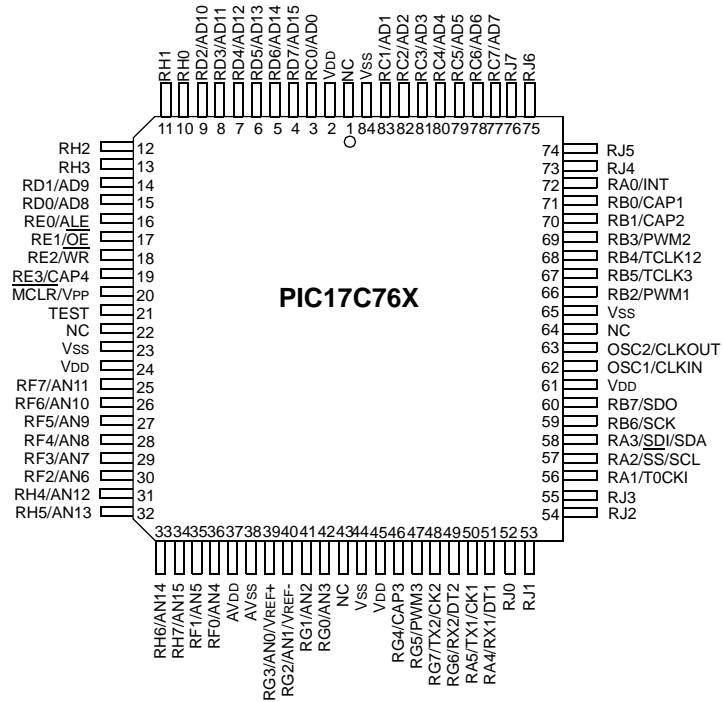 RH1
RH0
RD2/AD10
RD3/AD11
RD4/AD12
RD5/AD13
RD6/AD14
RD7/AD15
RC0/AD0
VDD
NC
VSS
RC1/AD1
RC2/AD2
RC3/AD3
RC4/AD4
RC5/AD5
RC6/AD6
RC7/AD7
RJ7
RJ6
11 10 9 8 7 6 5 4 3 2 1 84 83 82 81 80 79 78 77 76 75
RH2 12
RH3 13
RD1/AD9 14
RD0/AD8 15
RE0/ALE 16
RE1/OE 17
RE2/WR 18
RE3/CAP4 19
MCLR/VPP 20
TEST 21
NC 22
VSS 23
VDD 24
RF7/AN11 25
RF6/AN10 26
RF5/AN9 27
RF4/AN8 28
RF3/AN7 29
RF2/AN6 30
RH4/AN12 31
RH5/AN13 32
PIC17C76X
74 RJ5
73 RJ4
72 RA0/INT
71 RB0/CAP1
70 RB1/CAP2
69 RB3/PWM2
68 RB4/TCLK12
67 RB5/TCLK3
66 RB2/PWM1
65 VSS
64 NC
63 OSC2/CLKOUT
62 OSC1/CLKIN
61 VDD
60 RB7/SDO
59 RB6/SCK
58 RA3/SDI/SDA
57 RA2/SS/SCL
56 RA1/T0CKI
55 RJ3
54 RJ2
33 34 35 36 37 38 39 40 41 42 43 44 45 46 47 48 49 50 51 52 53
RH6/AN14
RH7/AN15
RF1/AN5
RF0/AN4
AVDD
AVSS
RG3/AN0/VREF+
RG2/AN1/VREF-
RG1/AN2
RG0/AN3
NC
VSS
VDD
RG4/CAP3
RG5/PWM3
RG7/TX2/CK2
RG6/RX2/DT2
RA5/TX1/CK1
RA4/RX1/DT1
RJ0
RJ1